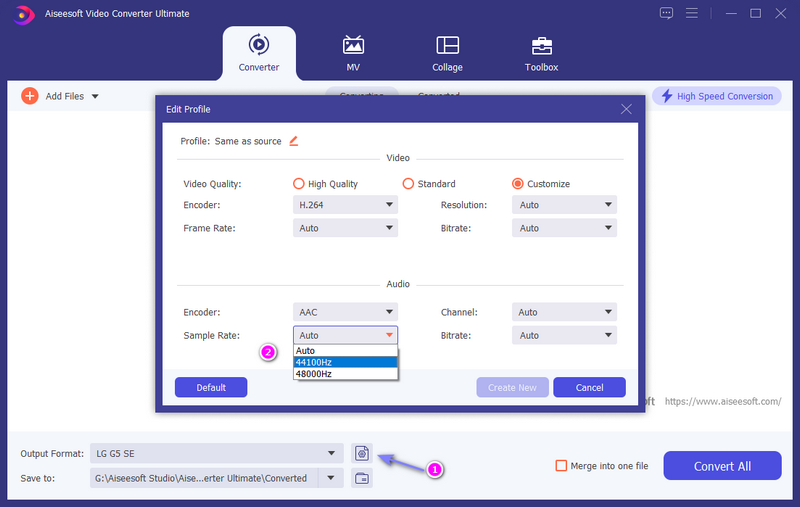 Aiseesoft Video Converter Ultimate
Converter
MV
Collage
Toolbox
Add Files
Converting
Converted
High Speed Conversion
Edit Profile
Profile: Same as source
Video
Video Quality:
High Quality
Standard
Customize
Encoder:
H.264
Resolution:
Auto
Frame Rate:
Auto
Bitrate:
Auto
Audio
Encoder:
AAC
Channel:
Auto
Sample Rate:
Auto
Bitrate:
Auto
2
Auto
44100Hz
48000Hz
Default
Create New
Cancel
https://www.aiseesoft.com/
Output Format:
LG G5 SE
1
Merge into one file
Convert All
Save to:
G:\Aiseesoft Studio\Aise...erter Ultimate\Converted